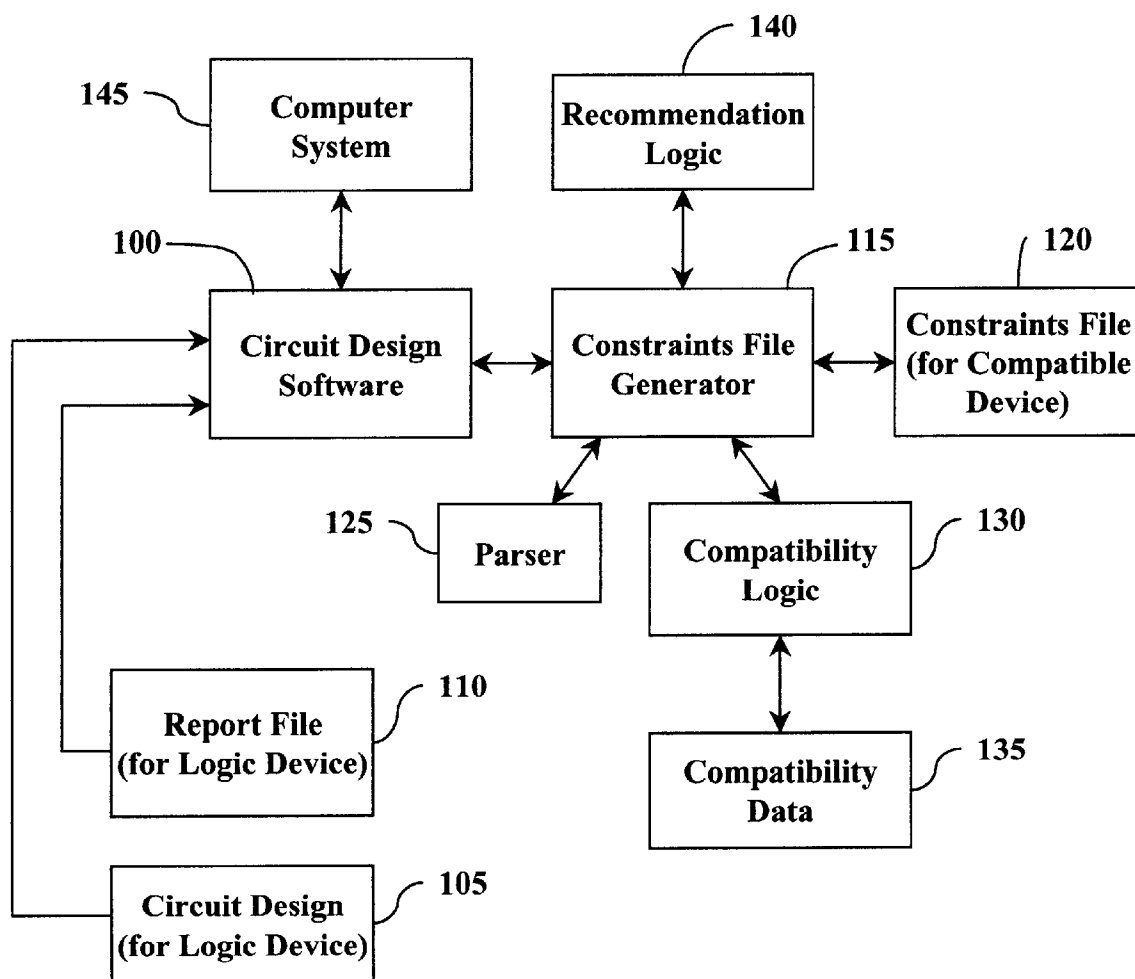 140
145
Computer
System
Recommendation
Logic
100
115
120
Circuit Design
Software
Constraints File
Generator
Constraints File
(for Compatible
Device)
125
Parser
130
Compatibility
Logic
110
Report File
(for Logic Device)
135
Compatibility
Data
105
Circuit Design
(for Logic Device)